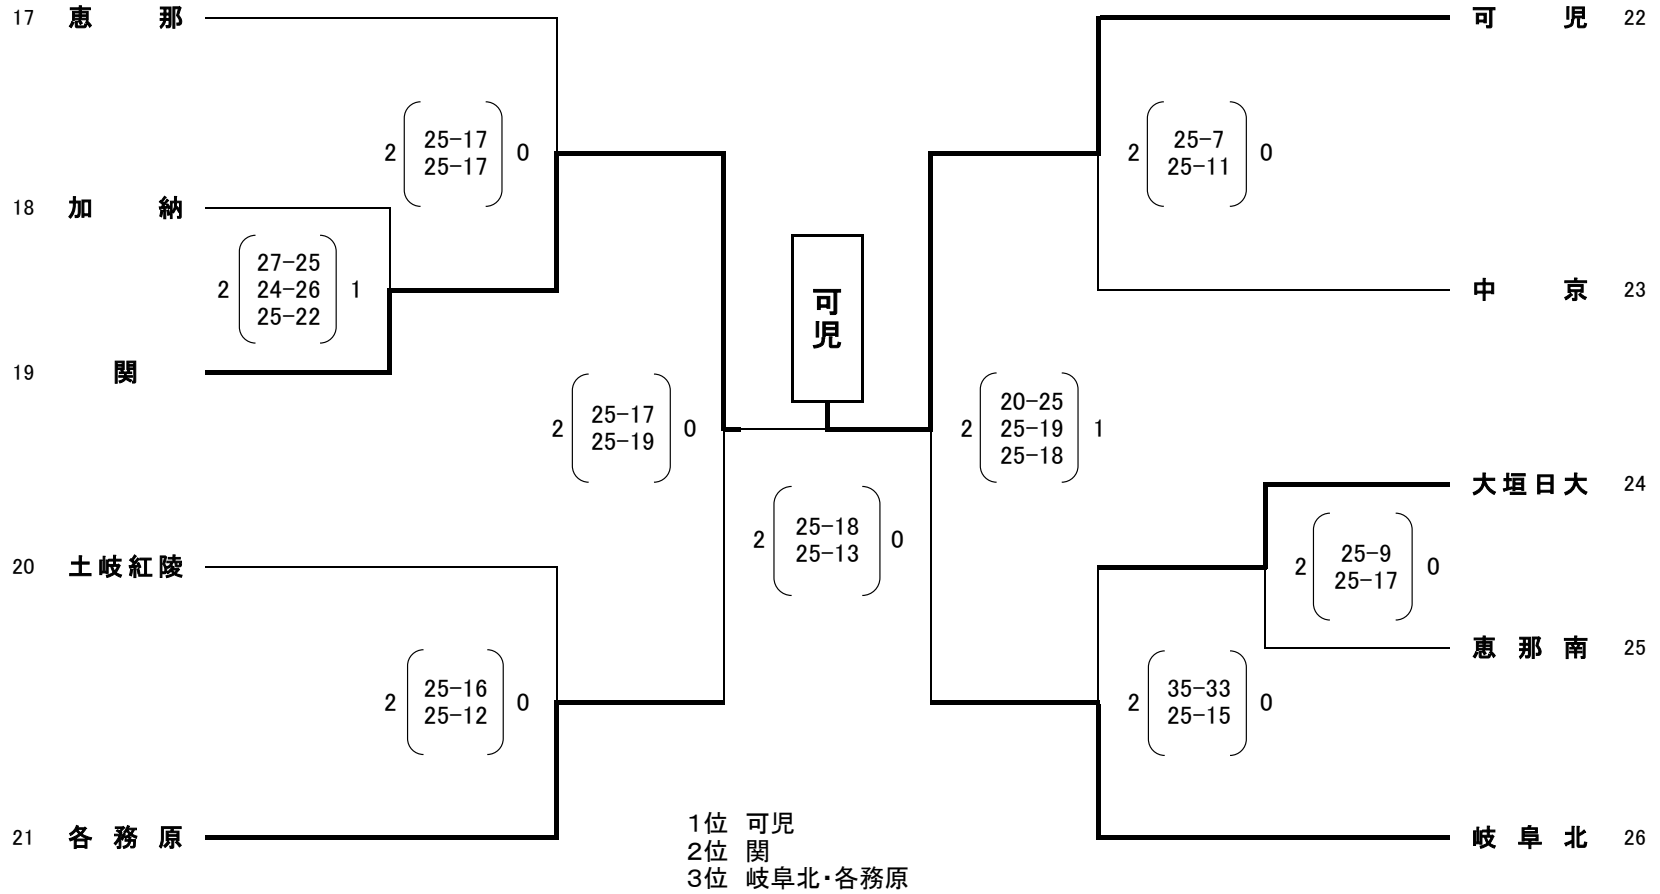 17 恵那
可児 22
2 25-17 0
25-17
2 25-7 0
25-11
18 加納
27-25
2 24-26 1
25-22
可児
中京 23
19 関
2 25-17 0
25-19
20-25
2 25-19 1
25-18
大垣日大 24
2 25-18 0
25-13
2 25-9 0
25-17
20 土岐紅陵
恵那南 25
2 25-16 0
25-12
2 35-33 0
25-15
21 各務原
岐阜北 26
1位 可児
2位 関
3位 岐阜北・各務原